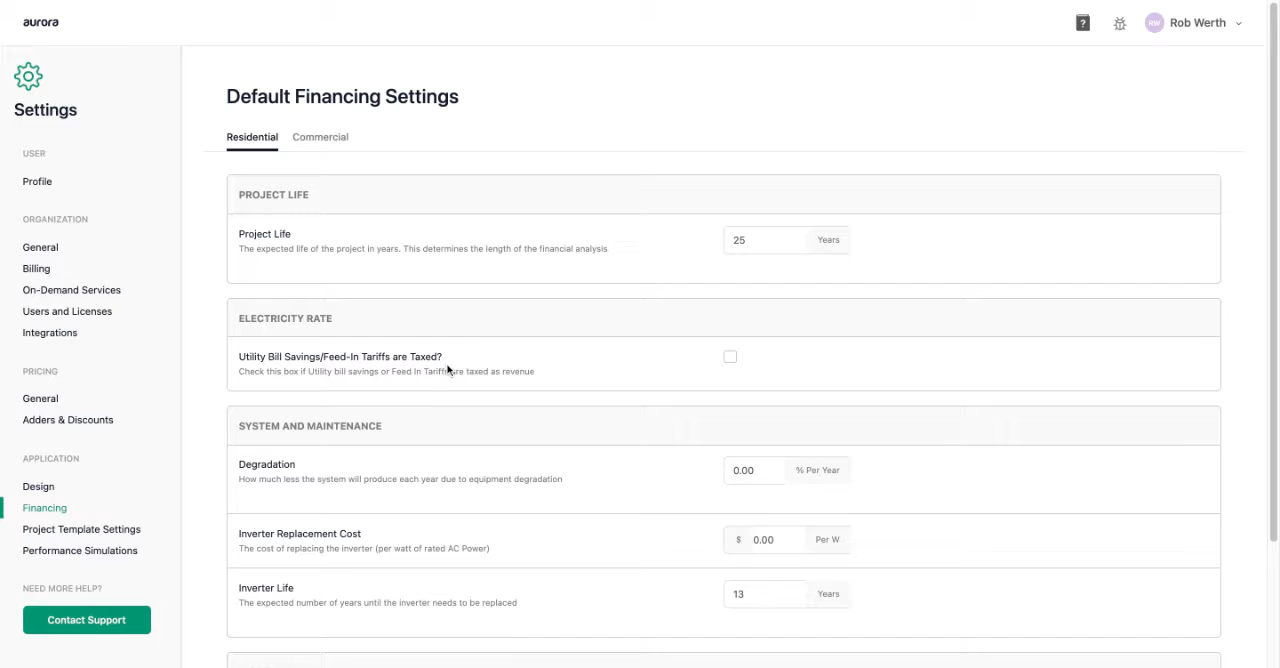 aurora
?
RW
Rob Werth
Settings
USER
Profile
ORGANIZATION
General
Billing
On-Demand Services
Users and Licenses
Integrations
PRICING
General
Adders & Discounts
APPLICATION
Design
Financing
Project Template Settings
Performance Simulations
NEED MORE HELP?
Contact Support
Default Financing Settings
Residential Commercial
PROJECT LIFE
Project Life
The expected life of the project in years. This determines the length of the financial analysis
25 Years
ELECTRICITY RATE
Utility Bill Savings/Feed-In Tariffs are Taxed?
Check this box if Utility bill savings or Feed In Tariffs are taxed as revenue
SYSTEM AND MAINTENANCE
Degradation
How much less the system will produce each year due to equipment degradation
0.00 % Per Year
Inverter Replacement Cost
The cost of replacing the inverter (per watt of rated AC Power)
$ 0.00 Per W
Inverter Life
The expected number of years until the inverter needs to be replaced
13 Years